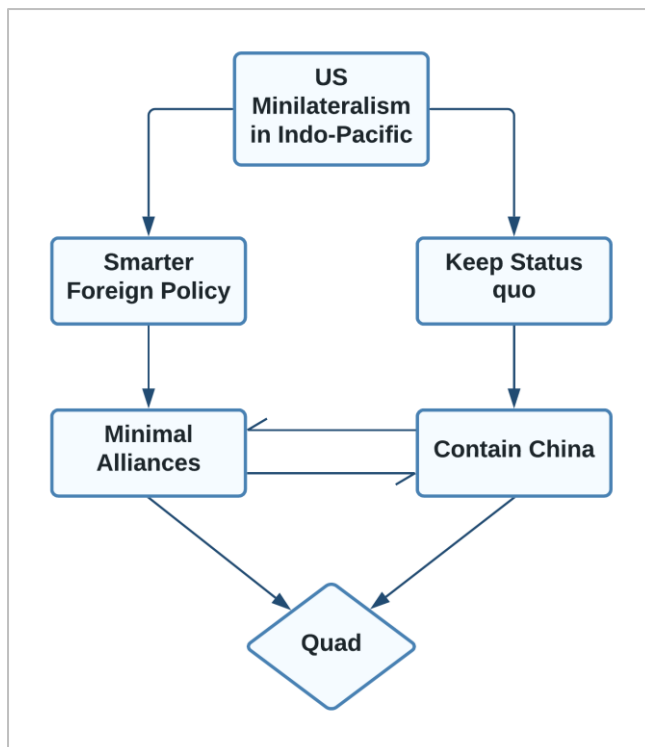 US
Minilateralism
in Indo-Pacific
Smarter
Foreign Policy
Keep Status
quo
Minimal
Alliances
Contain China
Quad